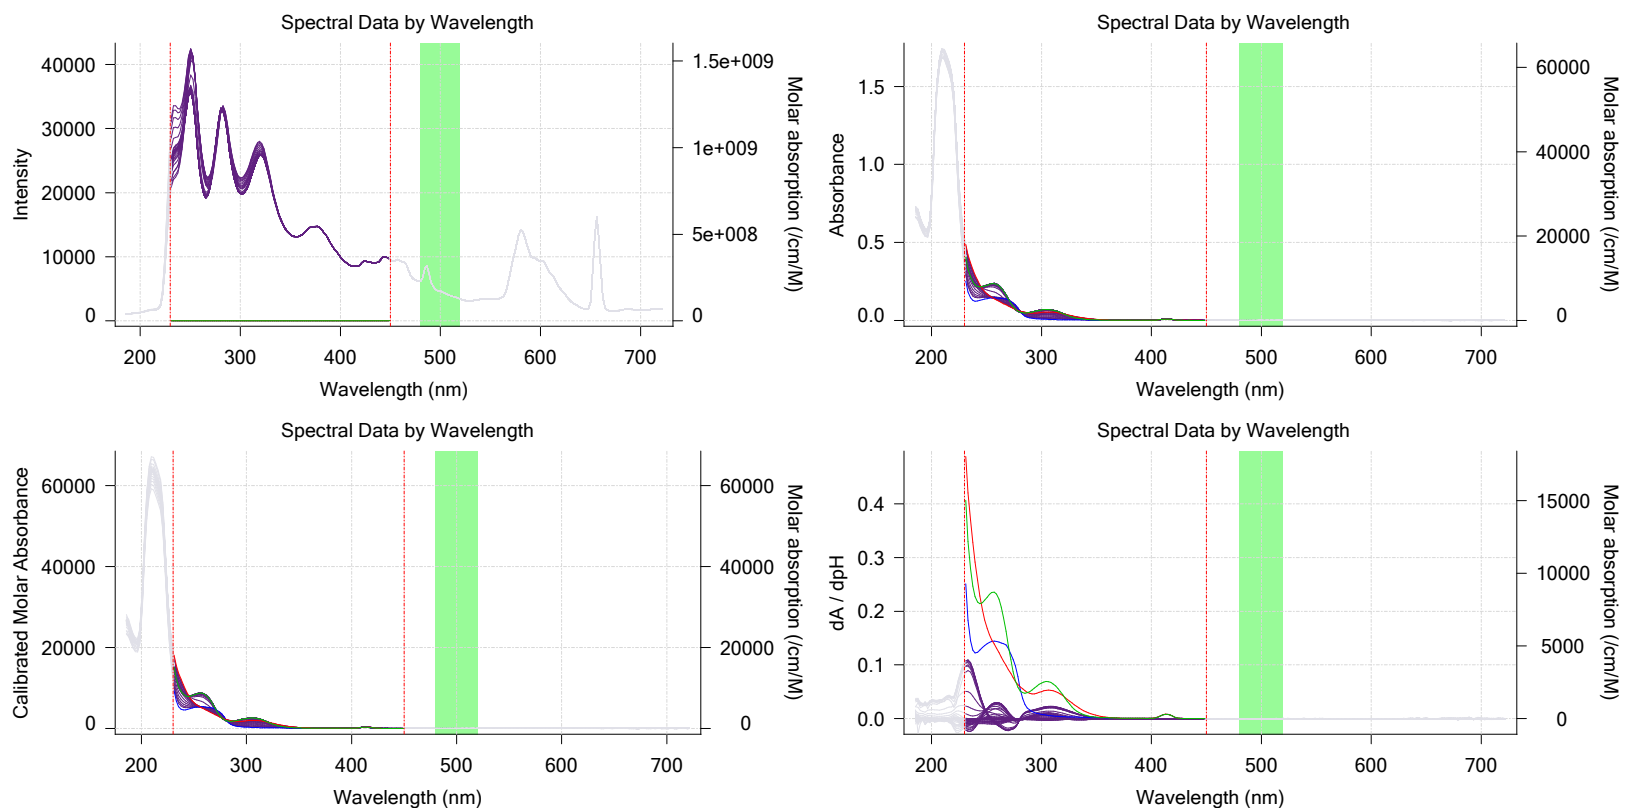 Spectral Data by Wavelength
Intensity
40000
30000
20000
10000
0
1.5e+009
1e+009
5e+008
0
Molar absorption (/cm/M)
200 300 400 500 600 700
Wavelength (nm)
Spectral Data by Wavelength
Absorbance
1.5
1.0
0.5
0.0
60000
40000
20000
0
Molar absorption (/cm/M)
200 300 400 500 600 700
Wavelength (nm)
Spectral Data by Wavelength
Calibrated Molar Absorbance
60000
40000
20000
0
60000
40000
20000
0
Molar absorption (/cm/M)
200 300 400 500 600 700
Wavelength (nm)
Spectral Data by Wavelength
dA / dpH
0.4
0.3
0.2
0.1
0.0
15000
10000
5000
0
Molar absorption (/cm/M)
200 300 400 500 600 700
Wavelength (nm)